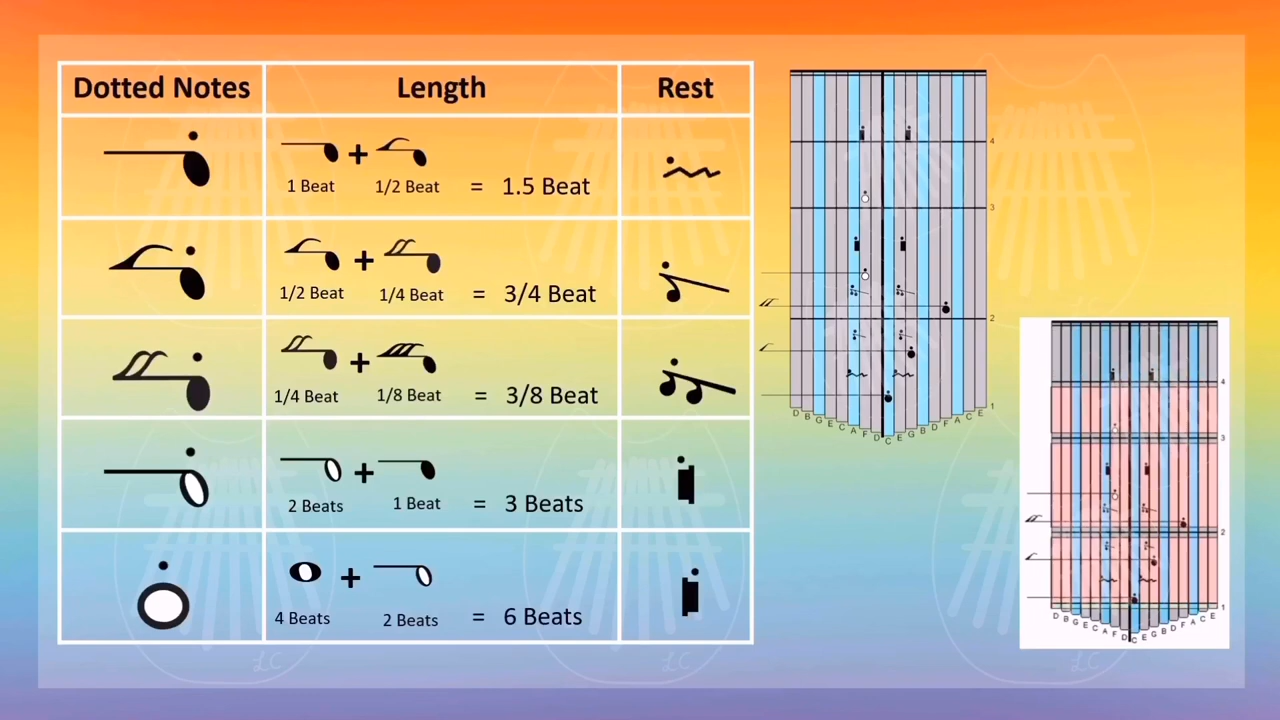 Dotted Notes Length Rest
1 Beat + 1/2 Beat = 1.5 Beat
1/2 Beat + 1/4 Beat = 3/4 Beat
1/4 Beat + 1/8 Beat = 3/8 Beat
2 Beats + 1 Beat = 3 Beats
4 Beats + 2 Beats = 6 Beats
4
3
2
1
D B G E C A F D C E G B D F A C E
4
3
2
1
D B G E C A F D C E G B D F A C E
LC
LC